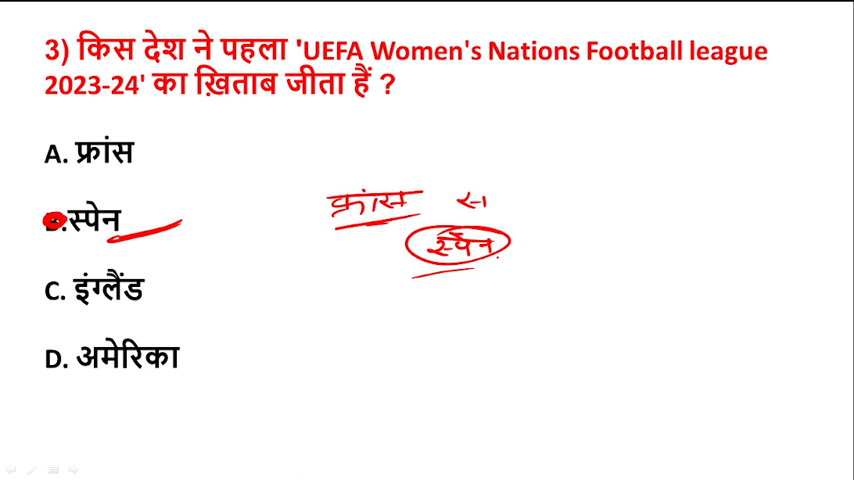 3) किस देश ने पहला 'UEFA Women's Nations Football league
2023-24' का ख़िताब जीता हैं ?
A. फ्रांस
B.स्पेन
फ्रांस स
स्पेन
C. इंग्लैंड
D. अमेरिका